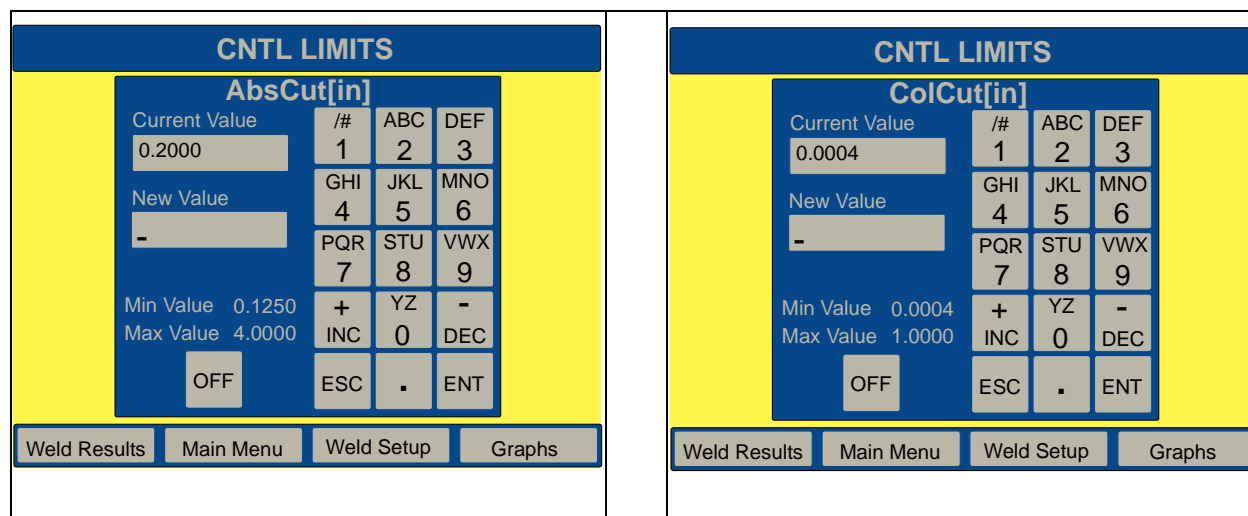 CNTL LIMITS
AbsCut[in]
Current Value
0.2000
New Value
-
Min Value 0.1250
Max Value 4.0000
OFF
/# ABC DEF
1 2 3
GHI JKL MNO
4 5 6
PQR STU VWX
7 8 9
+ YZ -
INC 0 DEC
ESC . ENT
Weld Results Main Menu Weld Setup Graphs
CNTL LIMITS
ColCut[in]
Current Value
0.0004
New Value
-
Min Value 0.0004
Max Value 1.0000
OFF
/# ABC DEF
1 2 3
GHI JKL MNO
4 5 6
PQR STU VWX
7 8 9
+ YZ -
INC 0 DEC
ESC . ENT
Weld Results Main Menu Weld Setup Graphs